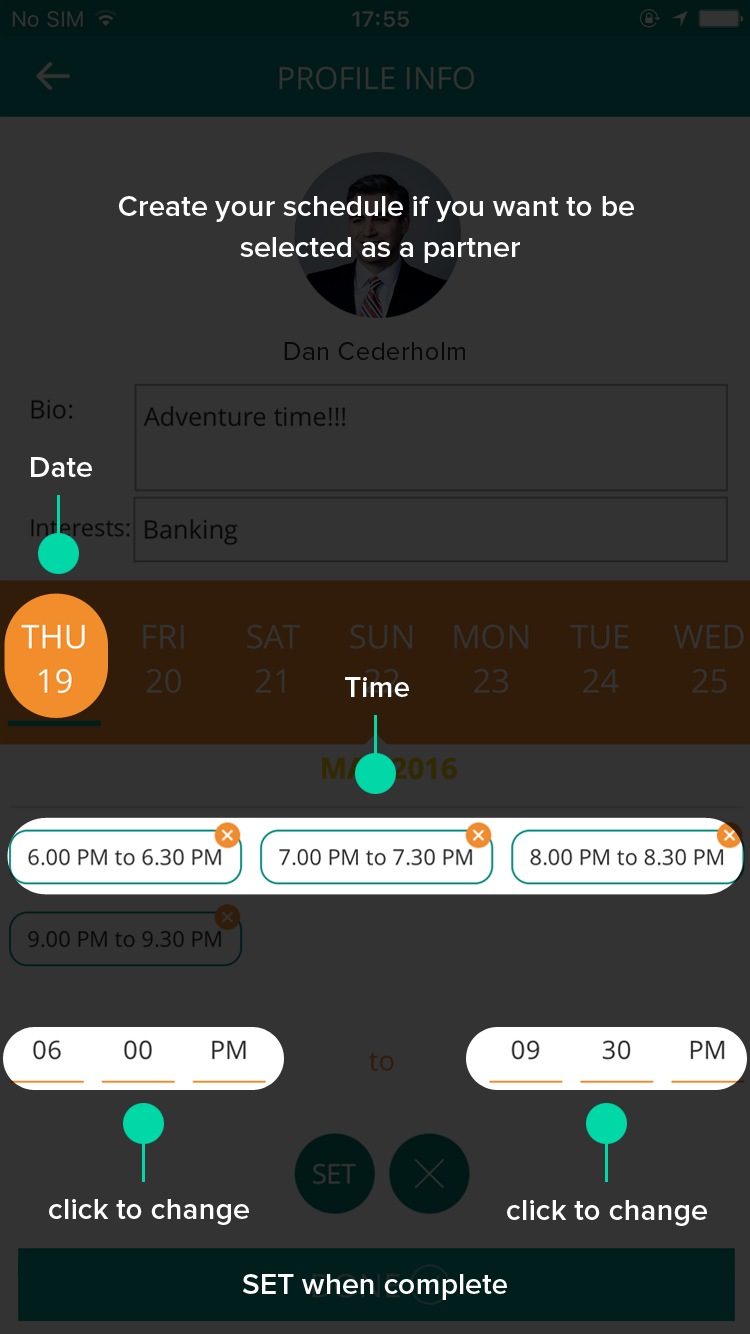 No SIM 17:55
PROFILE INFO
Create your schedule if you want to be
selected as a partner
Dan Cederholm
Bio:
Adventure time!!!
Date
Interests:
Banking
THU FRI SAT SUN MON TUE WED
19 20 21 22 23 24 25
Time
2016
6.00 PM to 6.30 PM 7.00 PM to 7.30 PM 8.00 PM to 8.30 PM
9.00 PM to 9.30 PM
06 00 PM to 09 30 PM
SET
click to change click to change
SET when complete